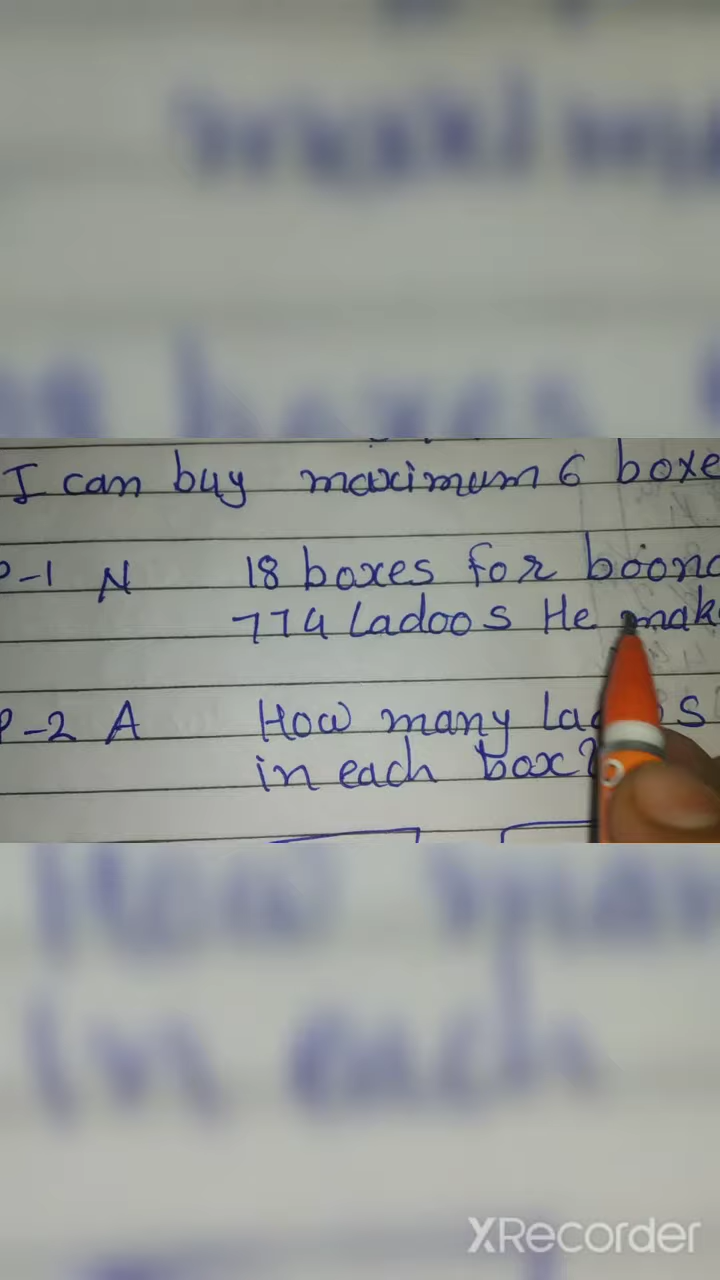 I can buy maximum 6 boxe
P-1 N 18 boxes for boond
774 Ladoos He make
P-2 A How many
in each box?
XRecorder